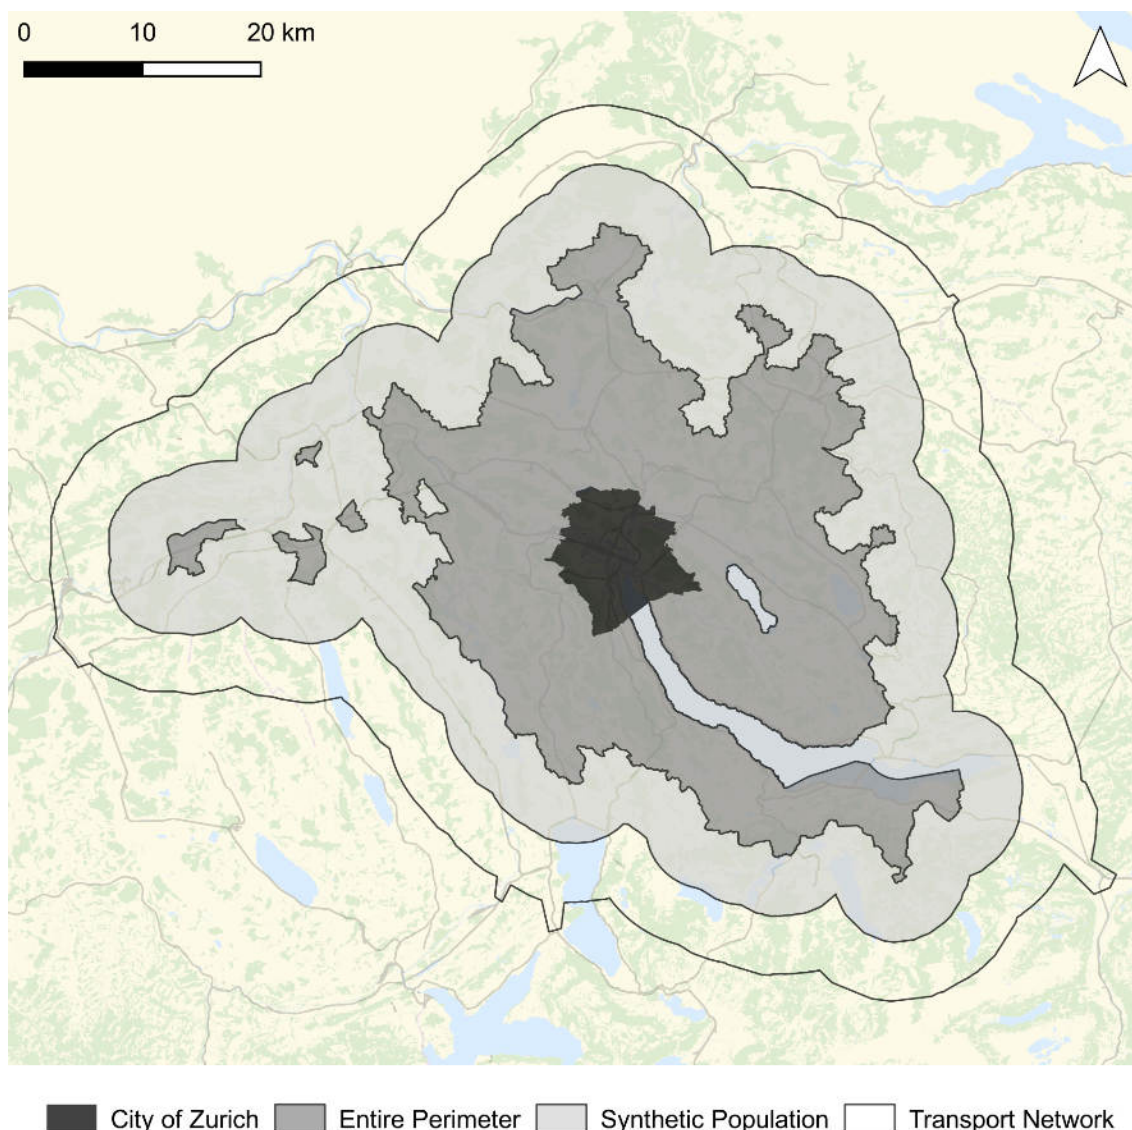 0 10 20 km
City of Zurich Entire Perimeter Synthetic Population Transport Network